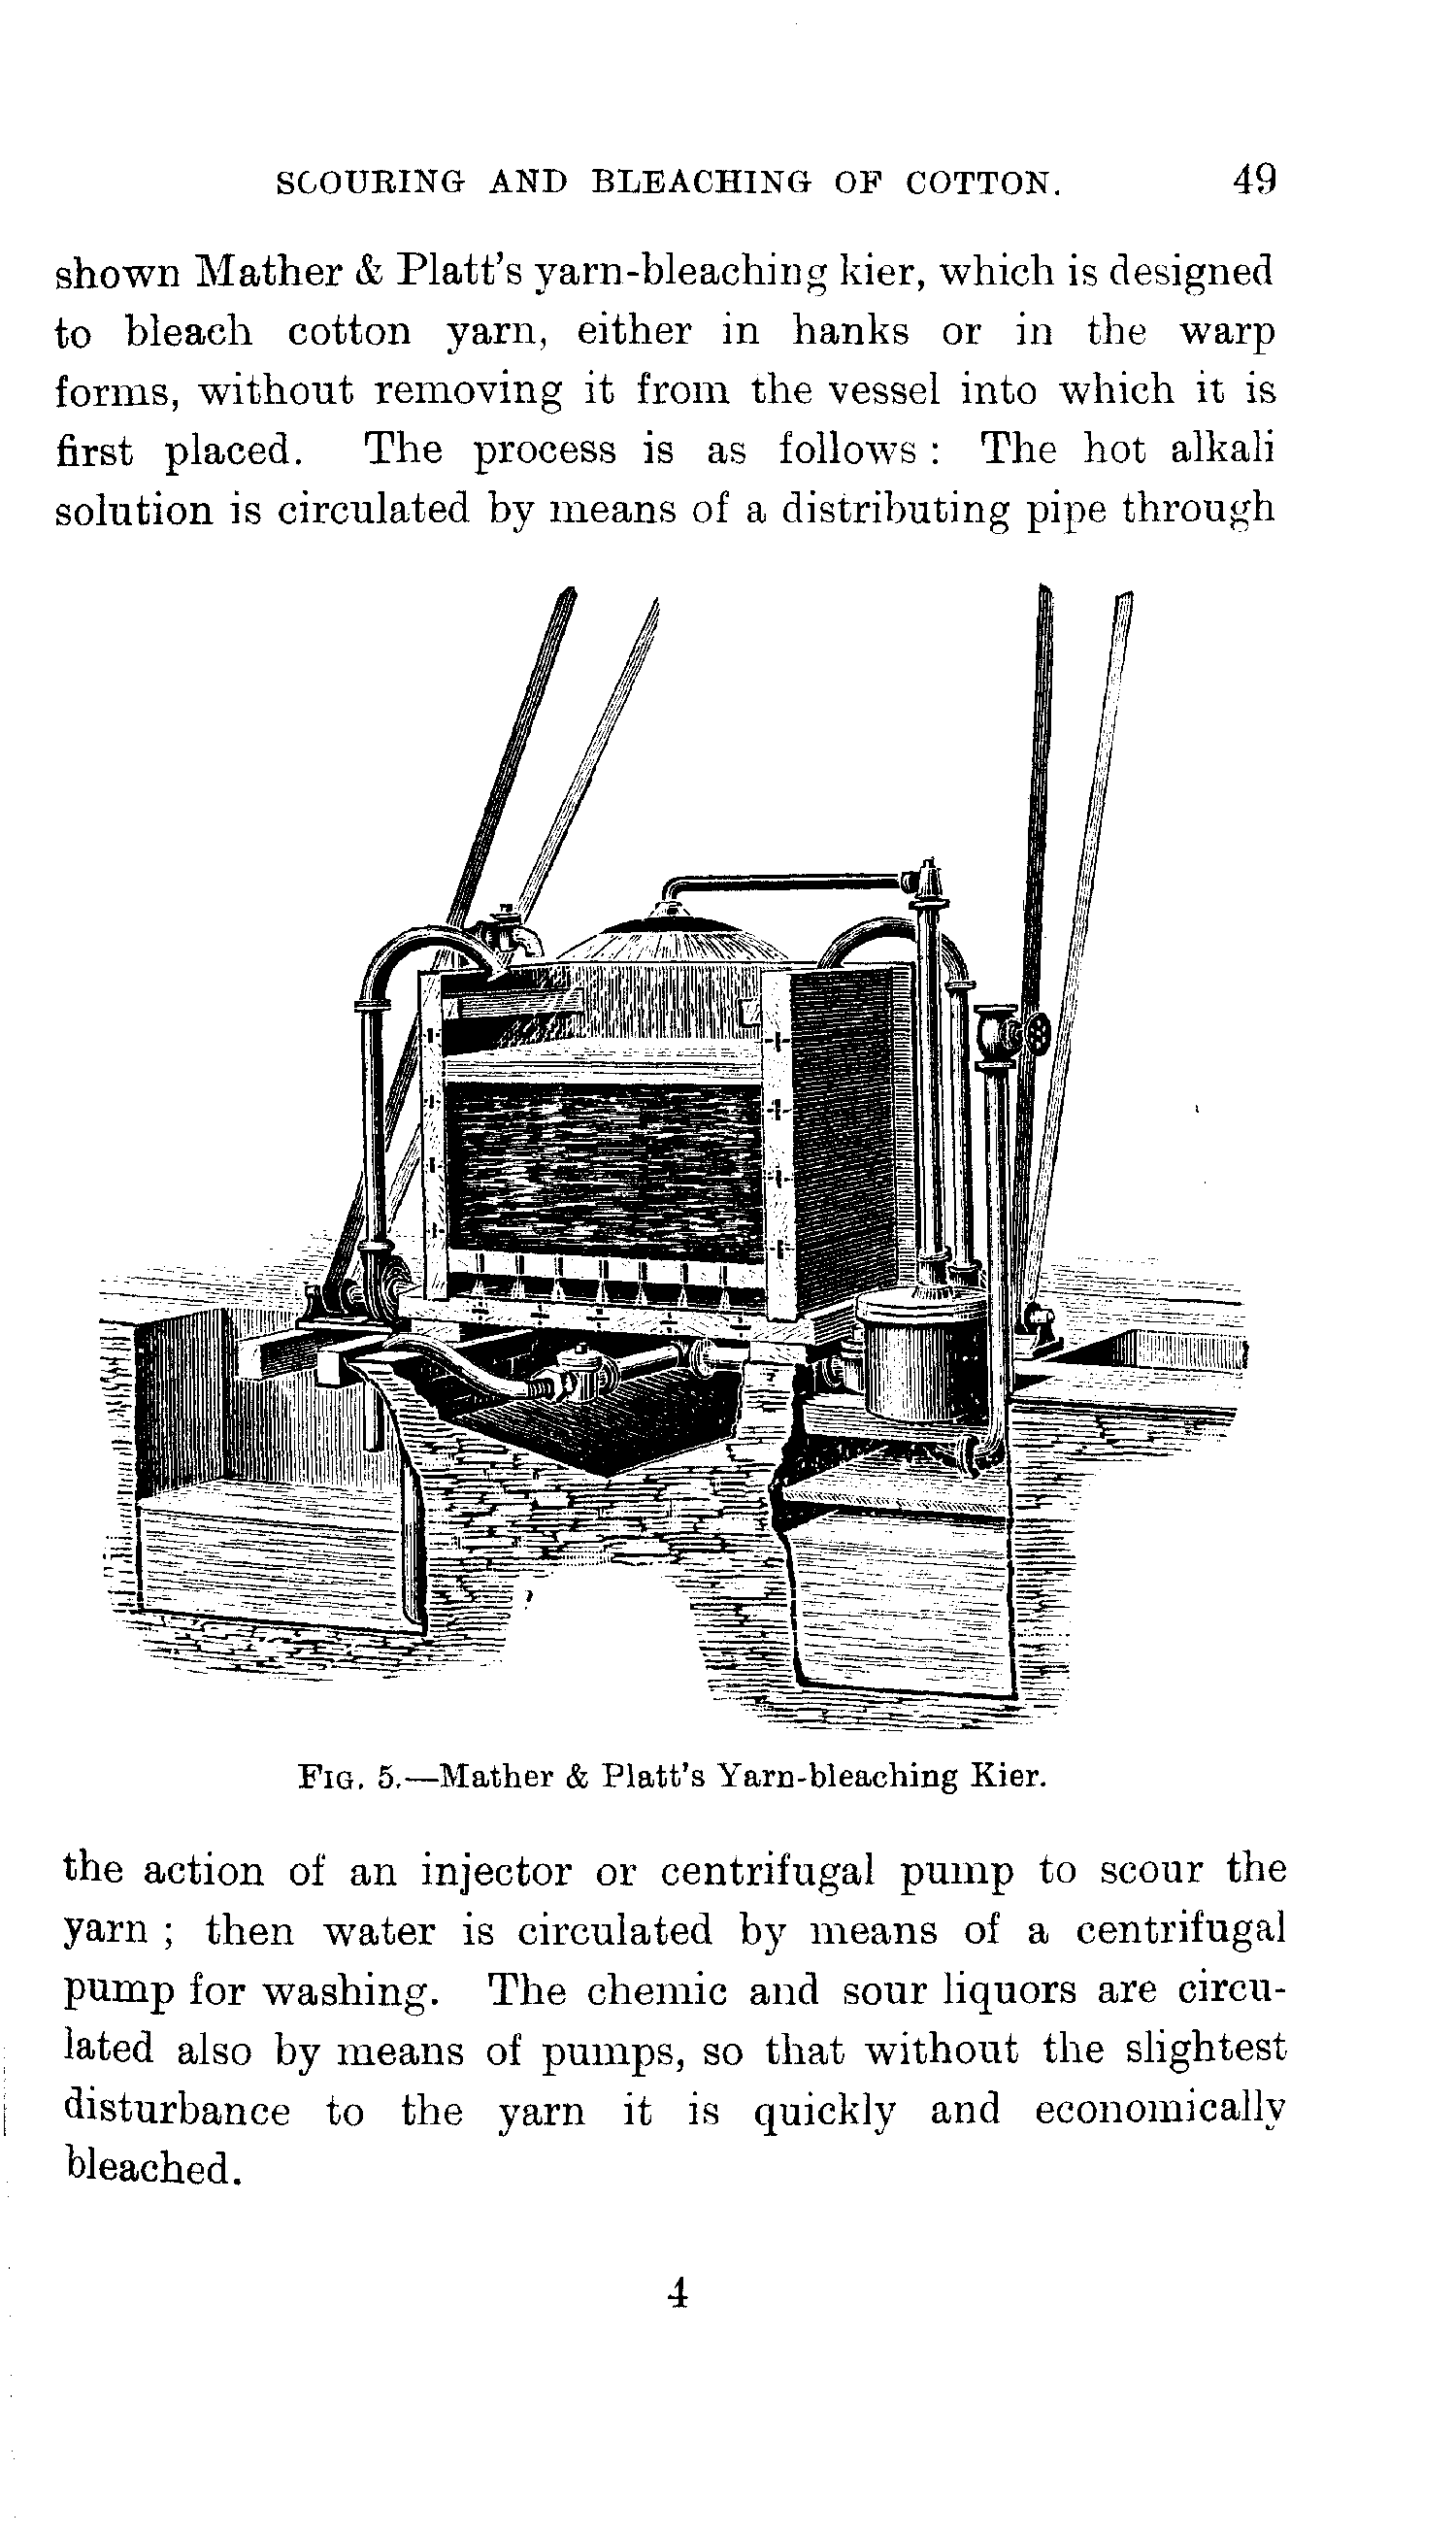 SCOURING AND BLEACHING OF COTTON. 49
shown Mather & Platt's yarn-bleaching kier, which is designed
to bleach cotton yarn, either in hanks or in the warp
forms, without removing it from the vessel into which it is
first placed. The process is as follows : The hot alkali
solution is circulated by means of a distributing pipe through
FIG. 5.—Mather & Platt's Yarn-bleaching Kier.
the action of an injector or centrifugal pump to scour the
yarn ; then water is circulated by means of a centrifugal
pump for washing. The chemic and sour liquors are circu-
lated also by means of pumps, so that without the slightest
disturbance to the yarn it is quickly and economically
bleached.
4